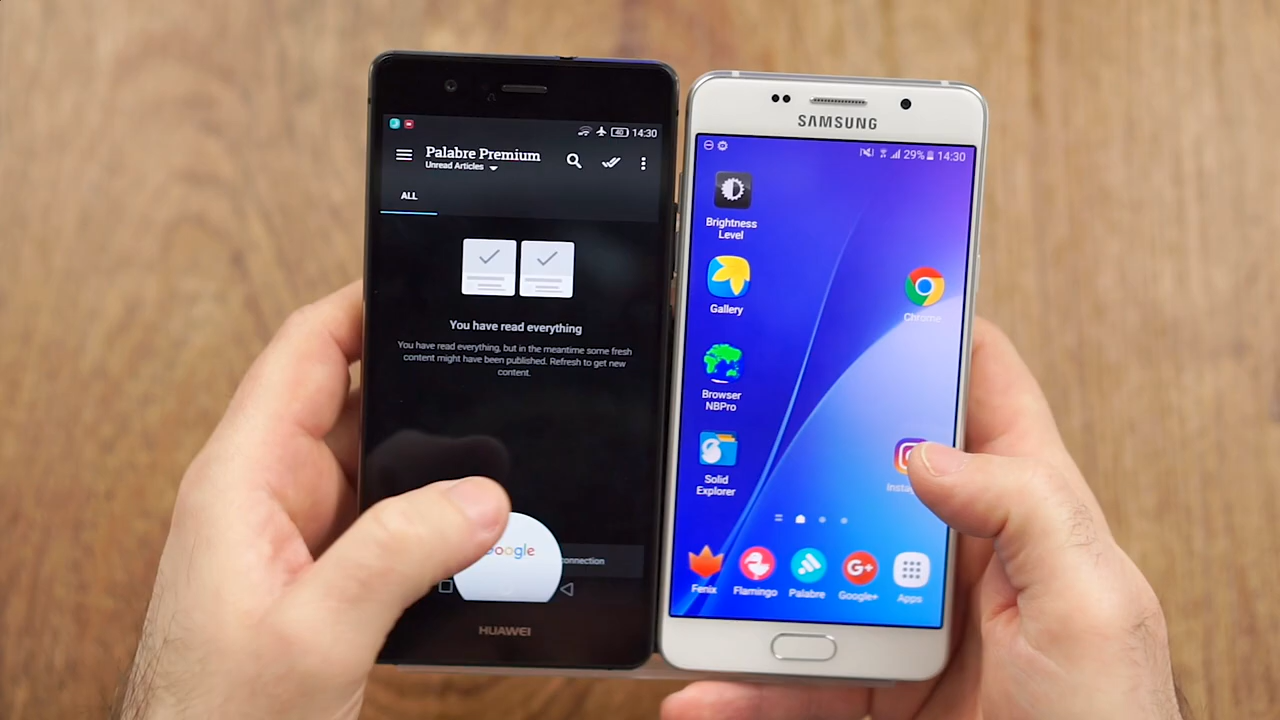 40 14:30
Palabre Premium
Unread Articles
ALL
You have read everything
You have read everything, but in the meantime some fresh
content might have been published. Refresh to get new
content.
Google
connection
HUAWEI
SAMSUNG
29% 14:30
Brightness
Level
Gallery
Chrome
Browser
NBPro
Solid
Explorer
Insta
Fenix
Flamingo
Palabre
G+
Google+
Apps